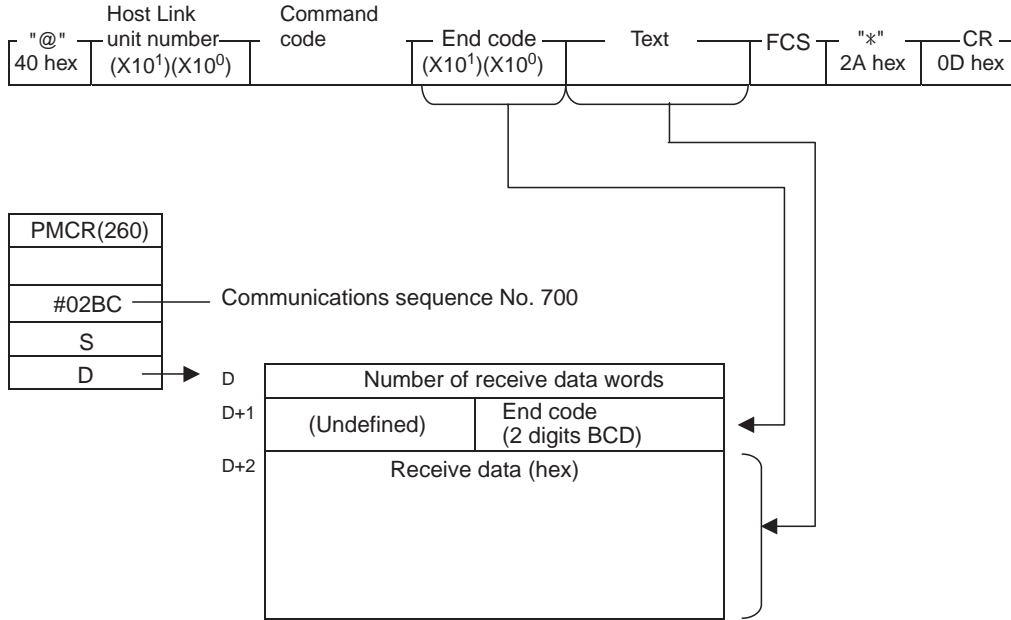 "@"
40 hex
Host Link
unit number
(X10¹)(X10⁰)
Command
code
End code
(X10¹)(X10⁰)
Text
FCS
"*"
2A hex
CR
0D hex
PMCR(260)
#02BC
Communications sequence No. 700
S
D
D
Number of receive data words
D+1
(Undefined)
End code
(2 digits BCD)
D+2
Receive data (hex)